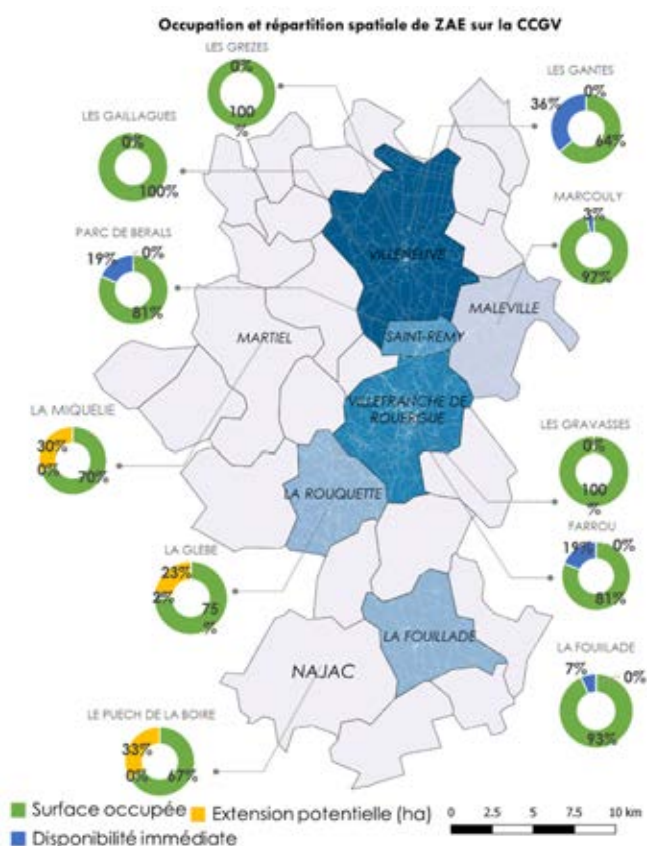 Occupation et répartition spatiale de ZAE sur la CCGV
LES GREZES
0%
100
%
LES GANTES
36%
0%
64%
LES GAILLAGUES
0%
100%
MARCOULY
3%
97%
PARC DE BERALS
19%
0%
81%
VILLENEUVE
MALEVILLE
SAINT-REMY
MARTIEL
VILLEFRANCHE DE
ROUERGUE
LA MIQUELIE
30%
0%
70%
LES GRAVASSES
0%
100
%
LA ROUQUETTE
FARROU
19%
0%
81%
LA GLEBE
23%
2%
75
%
LA FOUILLADE
NAJAC
LA FOUILLADE
7%
0%
93%
LE PUECH DE LA BOIRE
33%
0%
67%
Surface occupée
Extension potentielle (ha)
Disponibilité immédiate
0 2.5 5 7.5 10 km